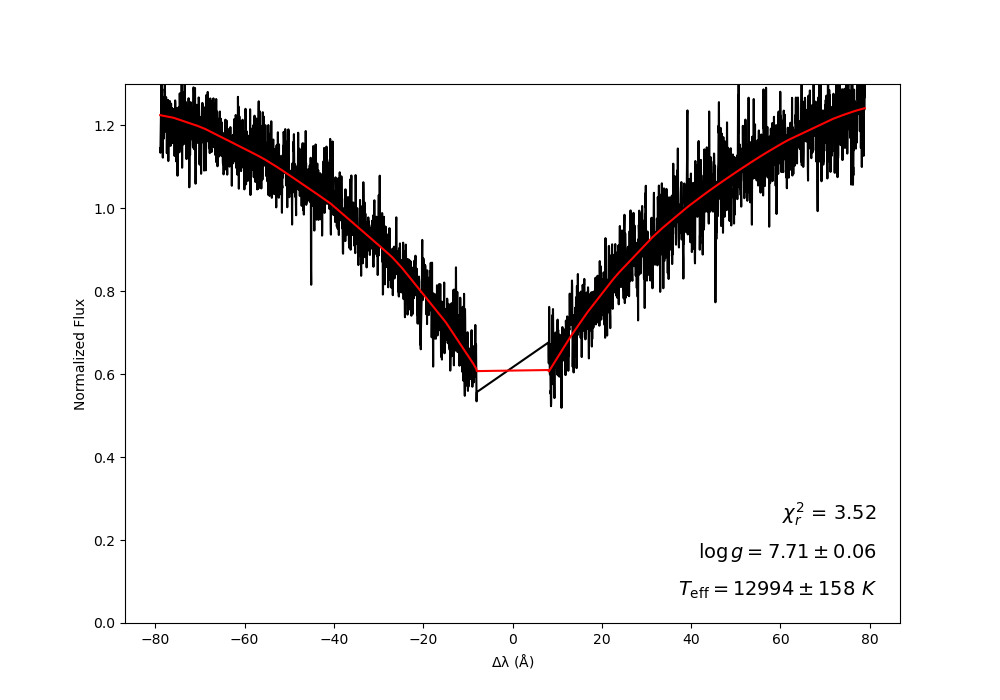 1.2
1.0
0.8
0.6
0.4
0.2
0.0
Normalized Flux
χ²ᵣ = 3.52
log g = 7.71 ± 0.06
T_eff = 12994 ± 158 K
−80 −60 −40 −20 0 20 40 60 80
Δλ (Å)